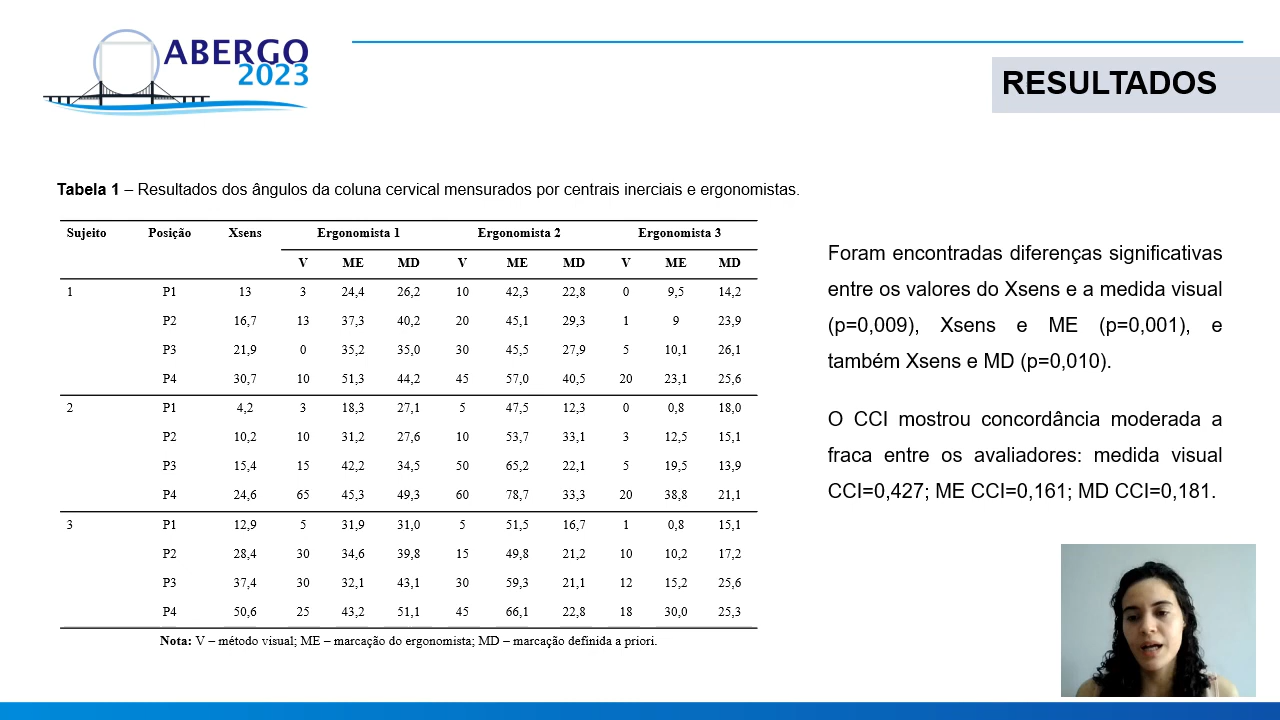 ABERGO
2023
RESULTADOS
Tabela 1 – Resultados dos ângulos da coluna cervical mensurados por centrais inerciais e ergonomistas.
Sujeito Posição Xsens Ergonomista 1 Ergonomista 2 Ergonomista 3
V ME MD V ME MD V ME MD
1 P1 13 3 24,4 26,2 10 42,3 22,8 0 9,5 14,2
P2 16,7 13 37,3 40,2 20 45,1 29,3 1 9 23,9
P3 21,9 0 35,2 35,0 30 45,5 27,9 5 10,1 26,1
P4 30,7 10 51,3 44,2 45 57,0 40,5 20 23,1 25,6
2 P1 4,2 3 18,3 27,1 5 47,5 12,3 0 0,8 18,0
P2 10,2 10 31,2 27,6 10 53,7 33,1 3 12,5 15,1
P3 15,4 15 42,2 34,5 50 65,2 22,1 5 19,5 13,9
P4 24,6 65 45,3 49,3 60 78,7 33,3 20 38,8 21,1
3 P1 12,9 5 31,9 31,0 5 51,5 16,7 1 0,8 15,1
P2 28,4 30 34,6 39,8 15 49,8 21,2 10 10,2 17,2
P3 37,4 30 32,1 43,1 30 59,3 21,1 12 15,2 25,6
P4 50,6 25 43,2 51,1 45 66,1 22,8 18 30,0 25,3
Nota: V – método visual; ME – marcação do ergonomista; MD – marcação definida a priori.
Foram encontradas diferenças significativas
entre os valores do Xsens e a medida visual
(p=0,009), Xsens e ME (p=0,001), e
também Xsens e MD (p=0,010).
O CCI mostrou concordância moderada a
fraca entre os avaliadores: medida visual
CCI=0,427; ME CCI=0,161; MD CCI=0,181.